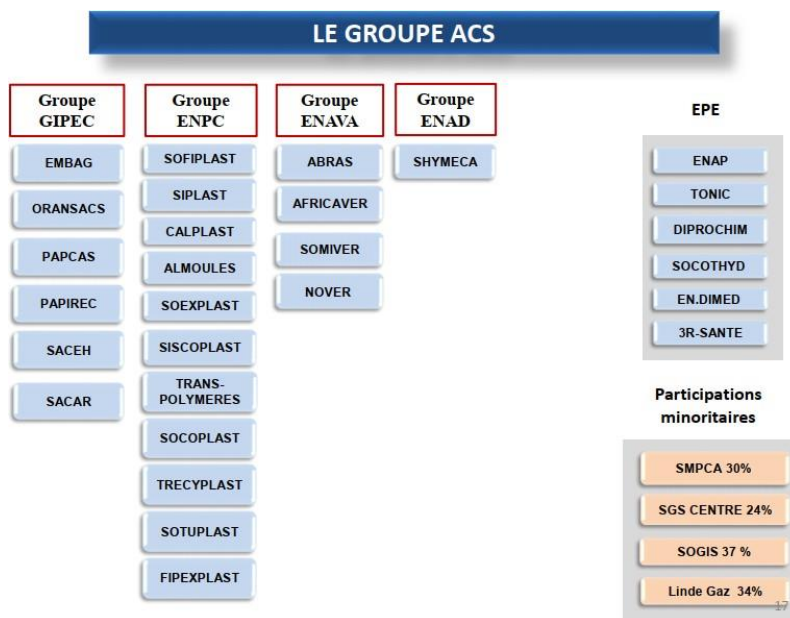 LE GROUPE ACS
Groupe
GIPEC
EMBAG
ORANSACS
PAPCAS
PAPIREC
SACEH
SACAR
Groupe
ENPC
SOFIPLAST
SIPLAST
CALPLAST
ALMOULES
SOEXPLAST
SISCOPLAST
TRANS-
POLYMERES
SOCOPLAST
TRECYPLAST
SOTUPLAST
FIPEXPLAST
Groupe
ENAVA
ABRAS
AFRICAVER
SOMIVER
NOVER
Groupe
ENAD
SHYMECA
EPE
ENAP
TONIC
DIPROCHIM
SOCOTHYD
EN.DIMED
3R-SANTE
Participations
minoritaires
SMPCA 30%
SGS CENTRE 24%
SOGIS 37 %
Linde Gaz 34%
17